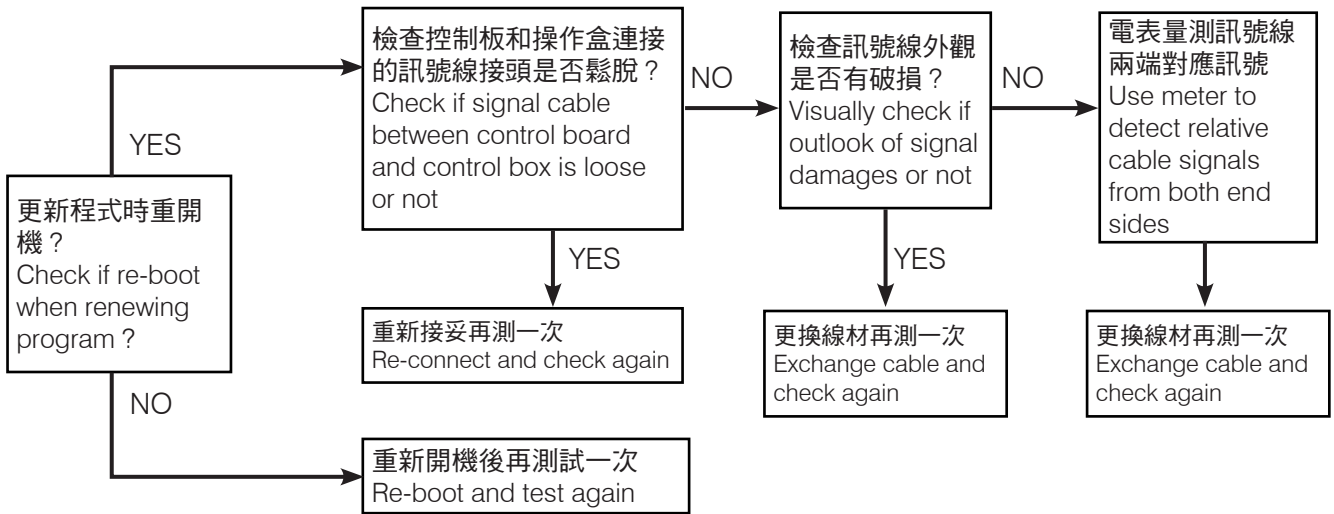 更新程式時重開
機？
Check if re-boot
when renewing
program？
YES
NO
檢查控制板和操作盒連接
的訊號線接頭是否鬆脫？
Check if signal cable
between control board
and control box is loose
or not
YES
重新接妥再測一次
Re-connect and check again
重新開機後再測試一次
Re-boot and test again
NO
檢查訊號線外觀
是否有破損？
Visually check if
outlook of signal
damages or not
YES
更換線材再測一次
Exchange cable and
check again
NO
電表量測訊號線
兩端對應訊號
Use meter to
detect relative
cable signals
from both end
sides
更換線材再測一次
Exchange cable and
check again